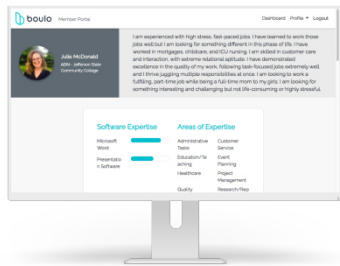 boulo Member Portal
Dashboard Profile Logout
Julie McDonald
ADN - Jefferson State
Community College
I am experienced with high stress, fast-paced jobs. I have learned to work those
jobs well but I am looking for something different in this phase of life. I have
worked in mortgages, childcare, and ICU nursing. I am skilled in customer care
and interaction, with extreme relational aptitude. I have demonstrated
excellence in the quality of my work, following task-focused jobs extremely well,
and I thrive juggling multiple responsibilities at once. I am looking to work a
fulfilling, part-time job while being a full-time mom to my girls. I am looking for
something interesting and challenging but not life-consuming or highly stressful.
Software Expertise
Microsoft
Word
Presentatio
n Software
Areas of Expertise
Administrative
Tasks
Customer
Service
Education/Te
aching
Event
Planning
Healthcare
Project
Management
Quality
Research/Rep